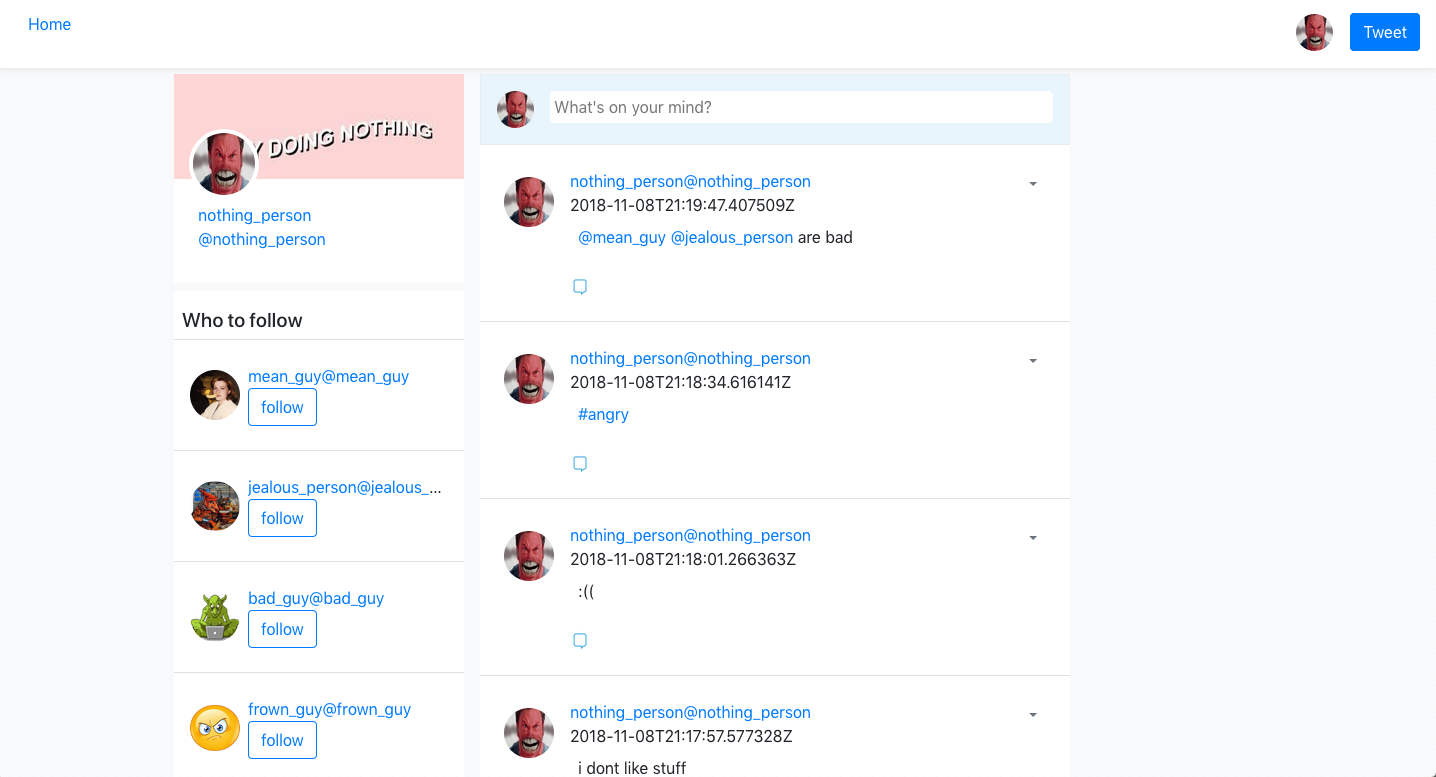 Home
Tweet
Y DOING NOTHING
nothing_person
@nothing_person
Who to follow
mean_guy@mean_guy
follow
jealous_person@jealous_...
follow
bad_guy@bad_guy
follow
frown_guy@frown_guy
follow
What's on your mind?
nothing_person@nothing_person
2018-11-08T21:19:47.407509Z
@mean_guy @jealous_person are bad
nothing_person@nothing_person
2018-11-08T21:18:34.616141Z
#angry
nothing_person@nothing_person
2018-11-08T21:18:01.266363Z
:((
nothing_person@nothing_person
2018-11-08T21:17:57.577328Z
i dont like stuff